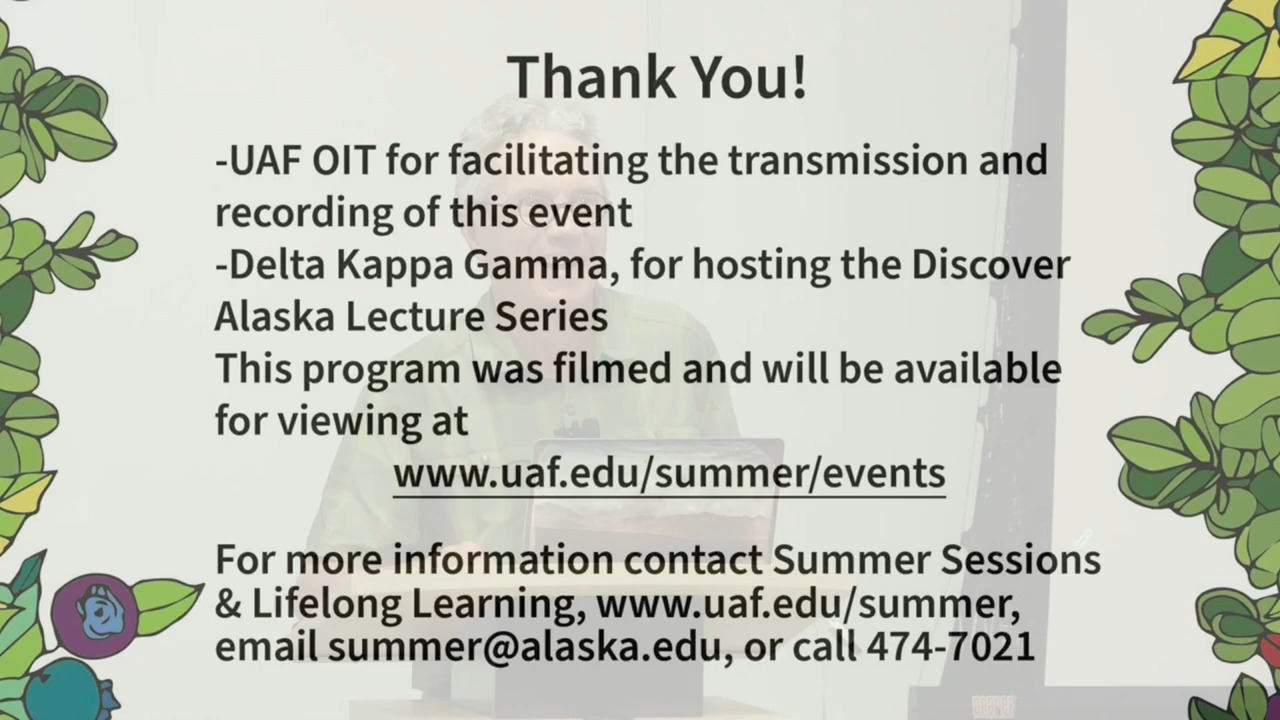 Thank You!
-UAF OIT for facilitating the transmission and
recording of this event
-Delta Kappa Gamma, for hosting the Discover
Alaska Lecture Series
This program was filmed and will be available
for viewing at
www.uaf.edu/summer/events
For more information contact Summer Sessions
& Lifelong Learning, www.uaf.edu/summer,
email summer@alaska.edu, or call 474-7021